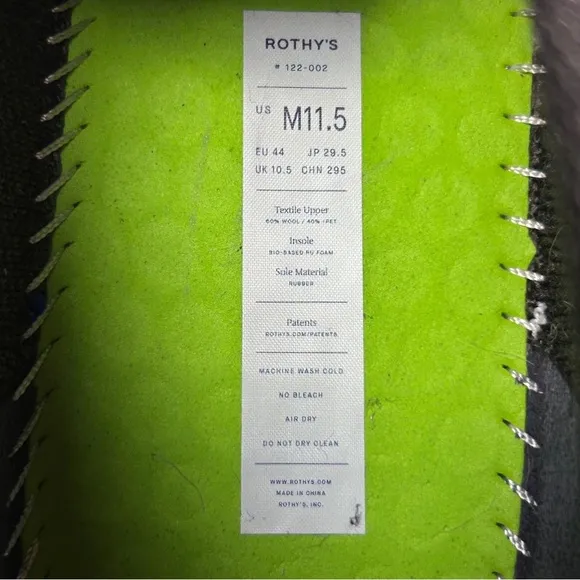 ROTHY'S
# 122-002
US M11.5
EU 44 JP 29.5
UK 10.5 CHN 295
Textile Upper
60% WOOL / 40% rPET
Insole
BIO-BASED PU FOAM
Sole Material
RUBBER
Patents
ROTHYS.COM/PATENTS
MACHINE WASH COLD
NO BLEACH
AIR DRY
DO NOT DRY CLEAN
WWW.ROTHYS.COM
MADE IN CHINA
ROTHY'S, INC.